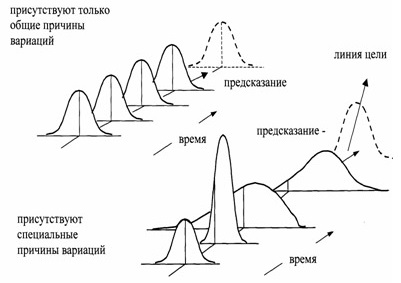 присутствуют только
общие причины
вариаций
линия цели
предсказание
предсказание -
время
присутствуют
специальные
причины вариаций
время